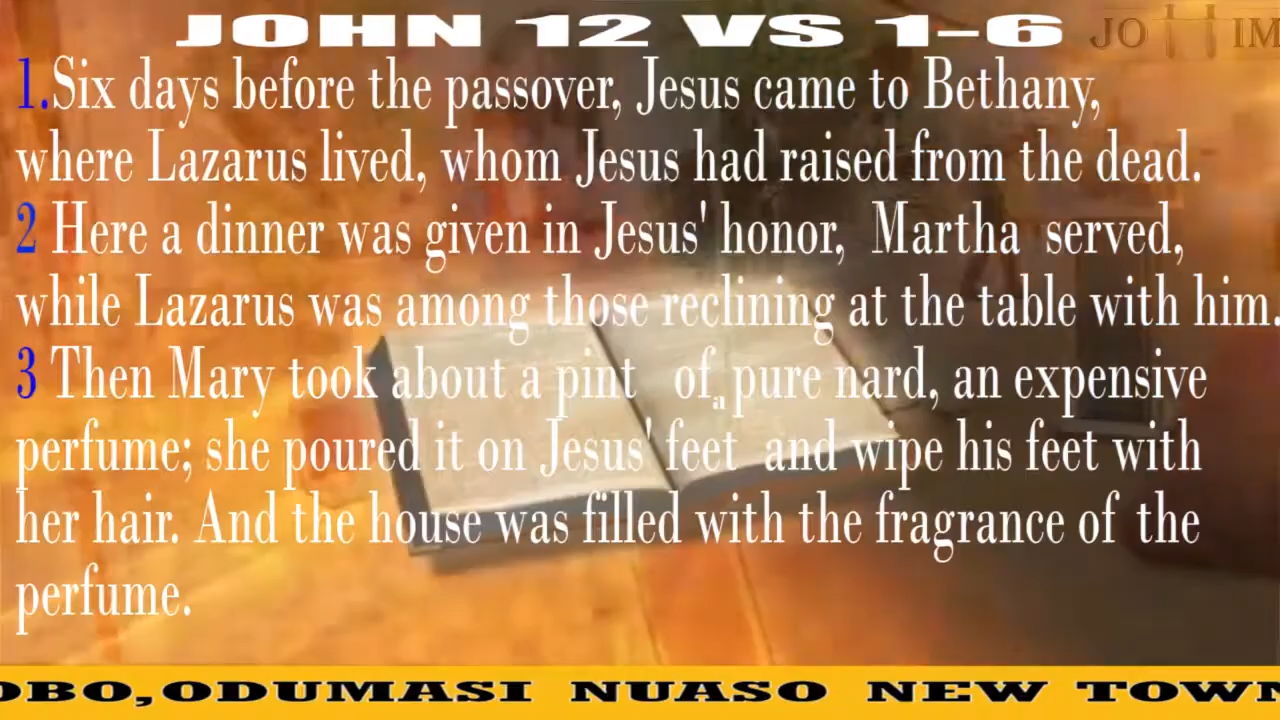 JOHN 12 VS 1-6
JO IM
1.Six days before the passover, Jesus came to Bethany,
where Lazarus lived, whom Jesus had raised from the dead.
2 Here a dinner was given in Jesus' honor, Martha served,
while Lazarus was among those reclining at the table with him.
3 Then Mary took about a pint of pure nard, an expensive
a
perfume; she poured it on Jesus' feet and wipe his feet with
her hair. And the house was filled with the fragrance of the
perfume.
OBO,ODUMASI NUASO NEW TOWN